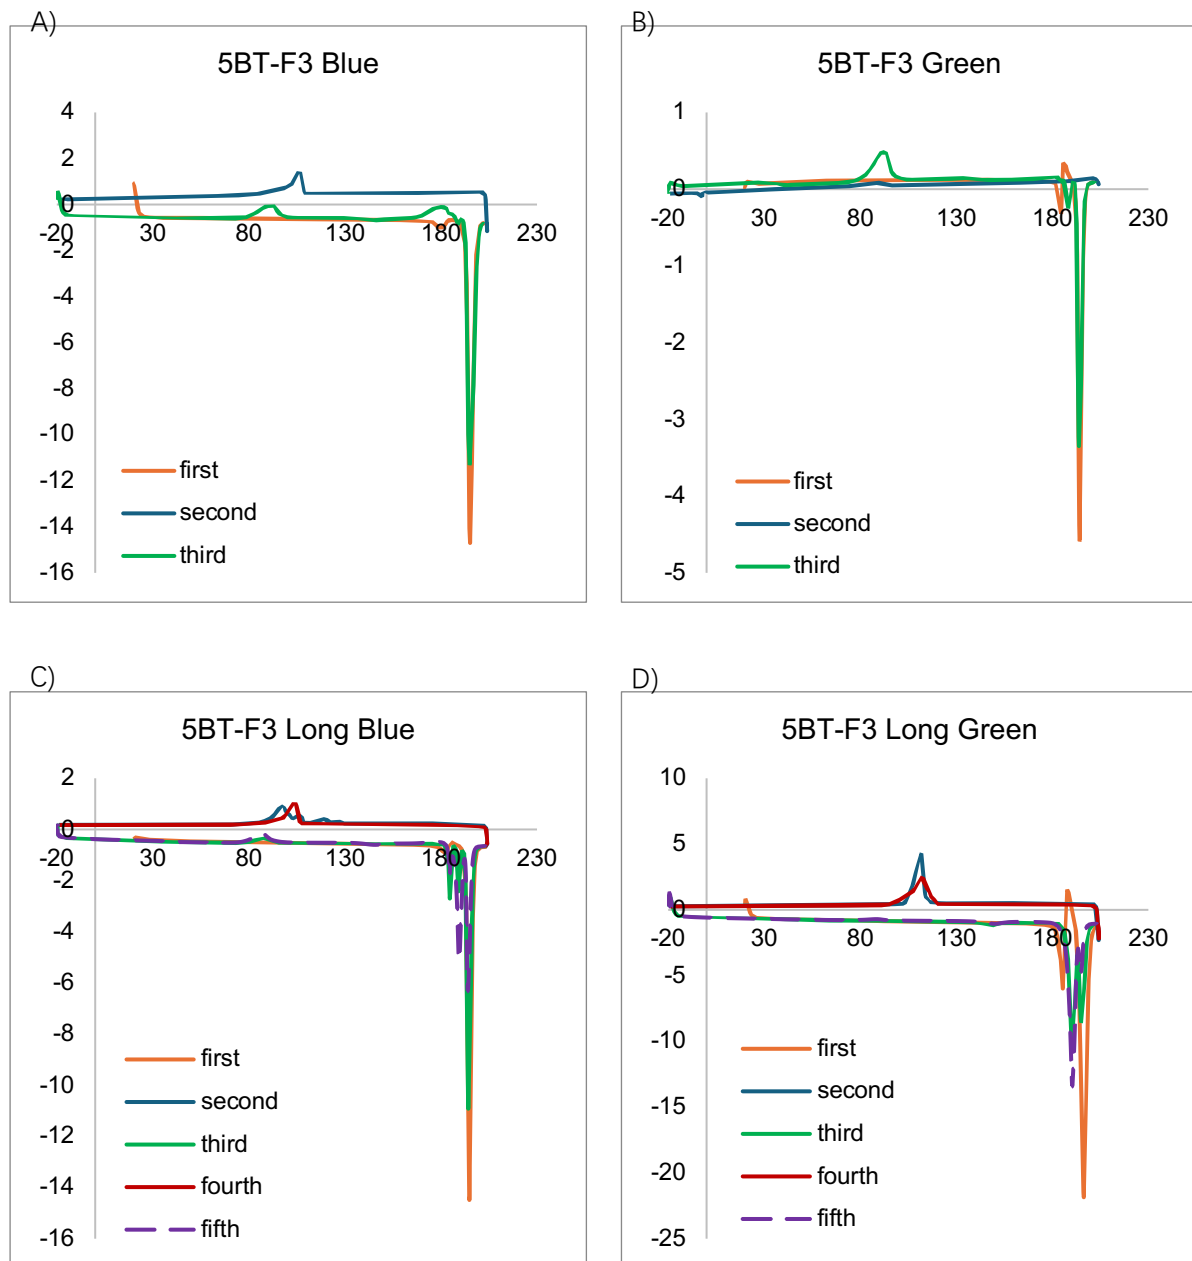 A)
5BT-F3 Blue
4
2
0
-20 30 80 130 180 230
-2
-4
-6
-8
-10
-12
-14
-16
first
second
third
B)
5BT-F3 Green
1
0
-20 30 80 130 180 230
-1
-2
-3
-4
-5
first
second
third
C)
5BT-F3 Long Blue
2
0
-20 30 80 130 180 230
-2
-4
-6
-8
-10
-12
-14
-16
first
second
third
fourth
fifth
D)
5BT-F3 Long Green
10
5
0
-20 30 80 130 180 230
-5
-10
-15
-20
-25
first
second
third
fourth
fifth